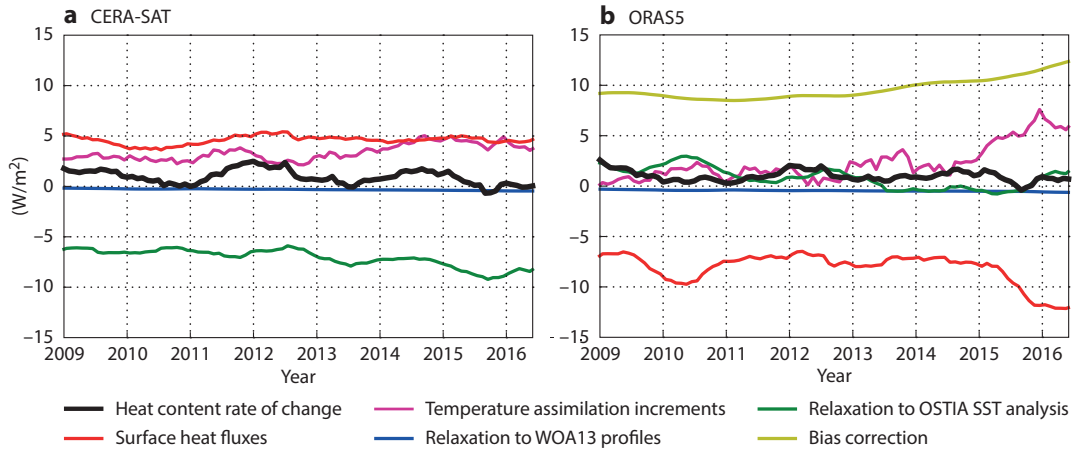 a CERA-SAT
b ORAS5
15
10
5
0
−5
−10
−15
(W/m²)
2009 2010 2011 2012 2013 2014 2015 2016
Year
15
10
5
0
−5
−10
-−15
2009 2010 2011 2012 2013 2014 2015 2016
Year
Heat content rate of change
Temperature assimilation increments
Relaxation to OSTIA SST analysis
Surface heat fluxes
Relaxation to WOA13 profiles
Bias correction